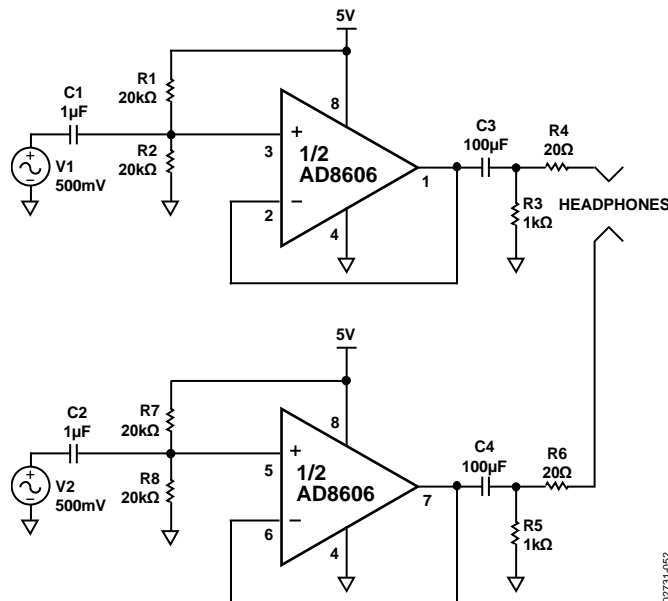 5V
R1
20kΩ
C1
1µF
R2
20kΩ
V1
500mV
8
+
3
1/2
AD8606
1
2
−
4
C3
100µF
R4
20Ω
R3
1kΩ
HEADPHONES
5V
R7
20kΩ
C2
1µF
R8
20kΩ
V2
500mV
8
+
5
1/2
AD8606
7
6
−
4
C4
100µF
R6
20Ω
R5
1kΩ
02731-052